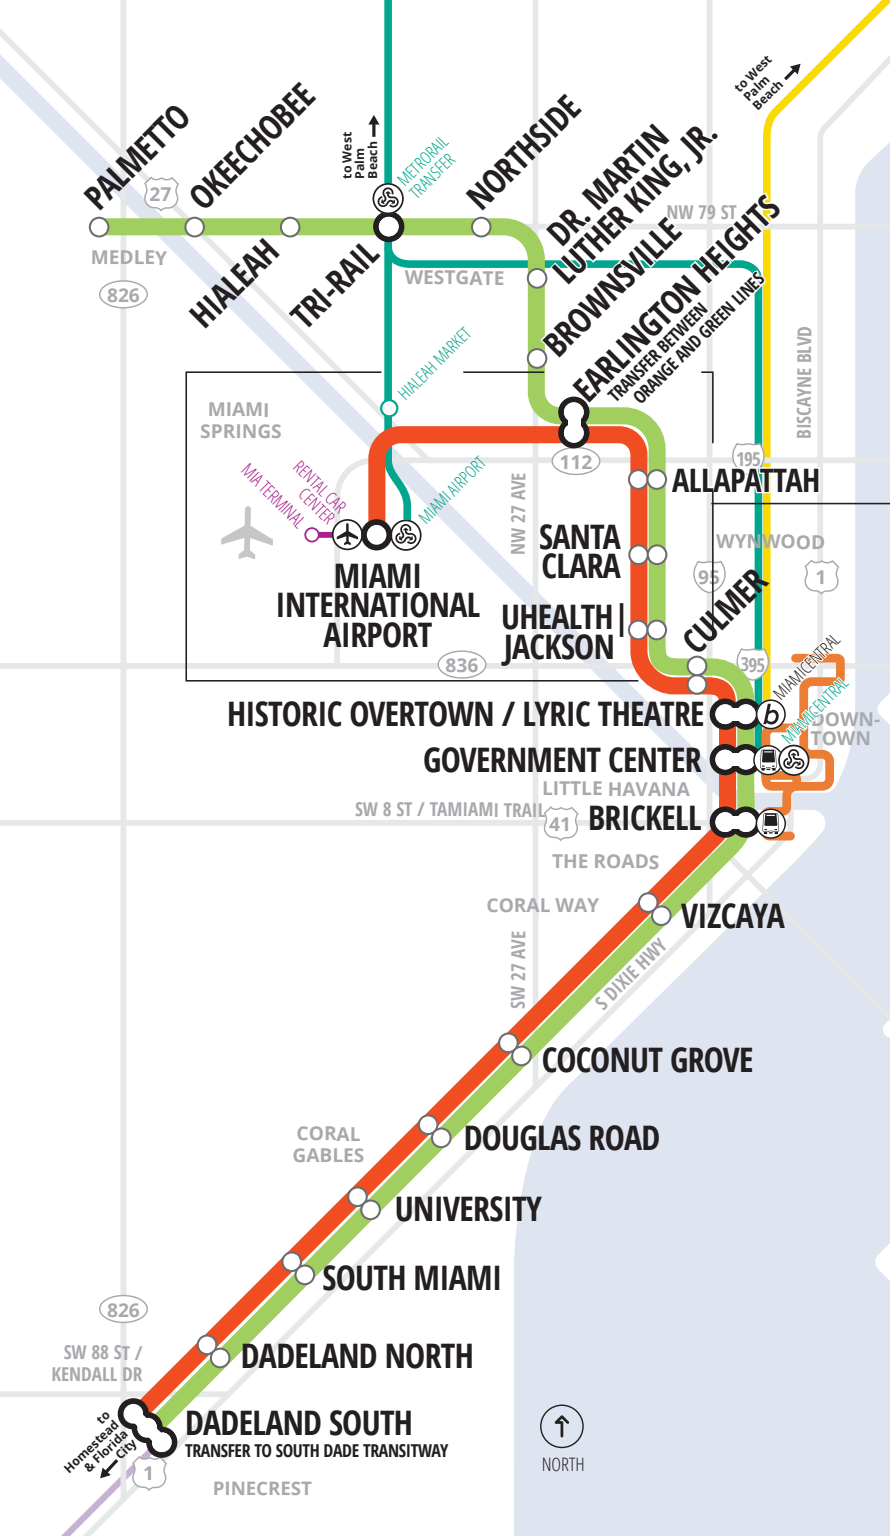 to West
Palm
Beach
PALMETTO
27
OKEECHOBEE
to West
Palm
Beach
METRORAIL
TRANSFER
NORTHSIDE
DR. MARTIN
LUTHER KING, JR.
NW 79 ST
MEDLEY
826
HIALEAH
TRI-RAIL
WESTGATE
BROWNSVILLE
EARLINGTON HEIGHTS
TRANSFER BETWEEN
ORANGE AND GREEN LINES
BISCAYNE BLVD
HIALEAH MARKET
MIAMI
SPRINGS
112
195
RENTAL CAR
CENTER
MIA TERMINAL
MIAMI AIRPORT
NW 27 AVE
ALLAPATTAH
SANTA
CLARA
WYNWOOD
95
1
MIAMI
INTERNATIONAL
AIRPORT
UHEALTH |
JACKSON
CULMER
836
395
MIAMICENTRAL
HISTORIC OVERTOWN / LYRIC THEATRE
b
MIAMICENTRAL
DOWN-
TOWN
GOVERNMENT CENTER
LITTLE HAVANA
SW 8 ST / TAMIAMI TRAIL
41
BRICKELL
THE ROADS
CORAL WAY
VIZCAYA
SW 27 AVE
S DIXIE HWY
COCONUT GROVE
CORAL
GABLES
DOUGLAS ROAD
UNIVERSITY
SOUTH MIAMI
826
SW 88 ST /
KENDALL DR
DADELAND NORTH
DADELAND SOUTH
TRANSFER TO SOUTH DADE TRANSITWAY
to
Homestead
& Florida
City
1
PINECREST
NORTH